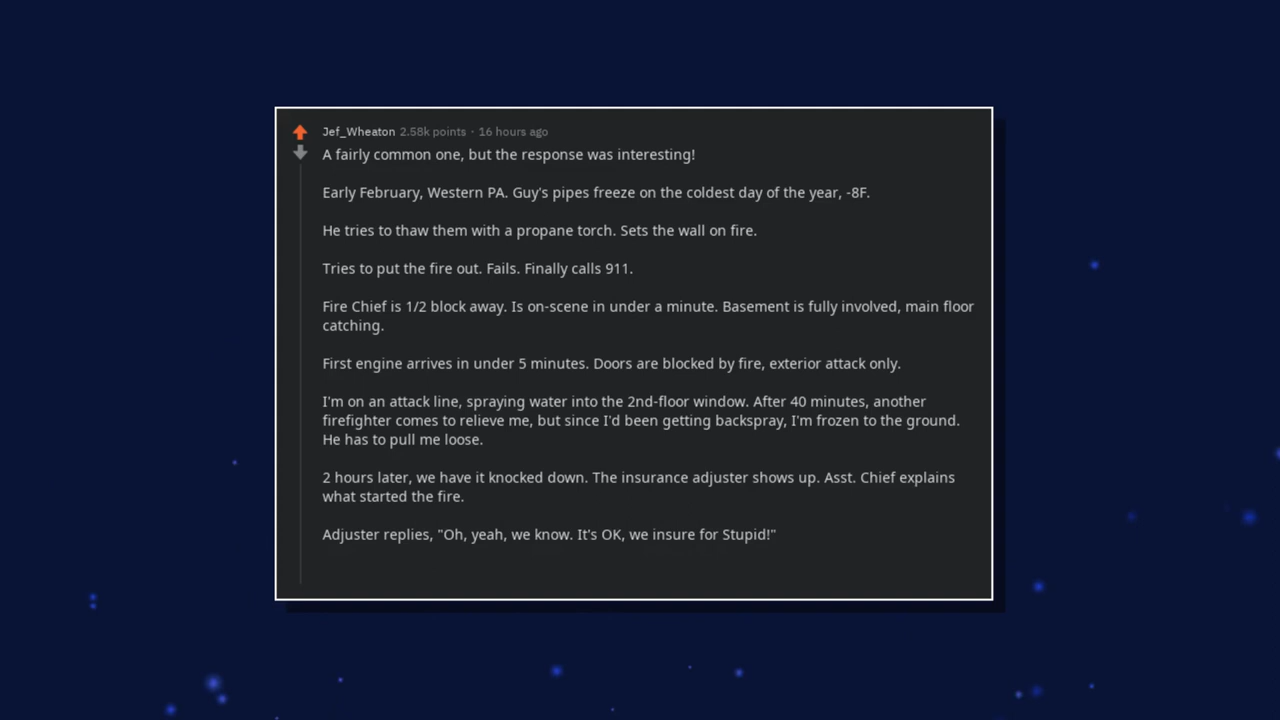 Jef_Wheaton 2.58k points · 16 hours ago
A fairly common one, but the response was interesting!
Early February, Western PA. Guy's pipes freeze on the coldest day of the year, -8F.
He tries to thaw them with a propane torch. Sets the wall on fire.
Tries to put the fire out. Fails. Finally calls 911.
Fire Chief is 1/2 block away. Is on-scene in under a minute. Basement is fully involved, main floor
catching.
First engine arrives in under 5 minutes. Doors are blocked by fire, exterior attack only.
I'm on an attack line, spraying water into the 2nd-floor window. After 40 minutes, another
firefighter comes to relieve me, but since I'd been getting backspray, I'm frozen to the ground.
He has to pull me loose.
2 hours later, we have it knocked down. The insurance adjuster shows up. Asst. Chief explains
what started the fire.
Adjuster replies, "Oh, yeah, we know. It's OK, we insure for Stupid!"